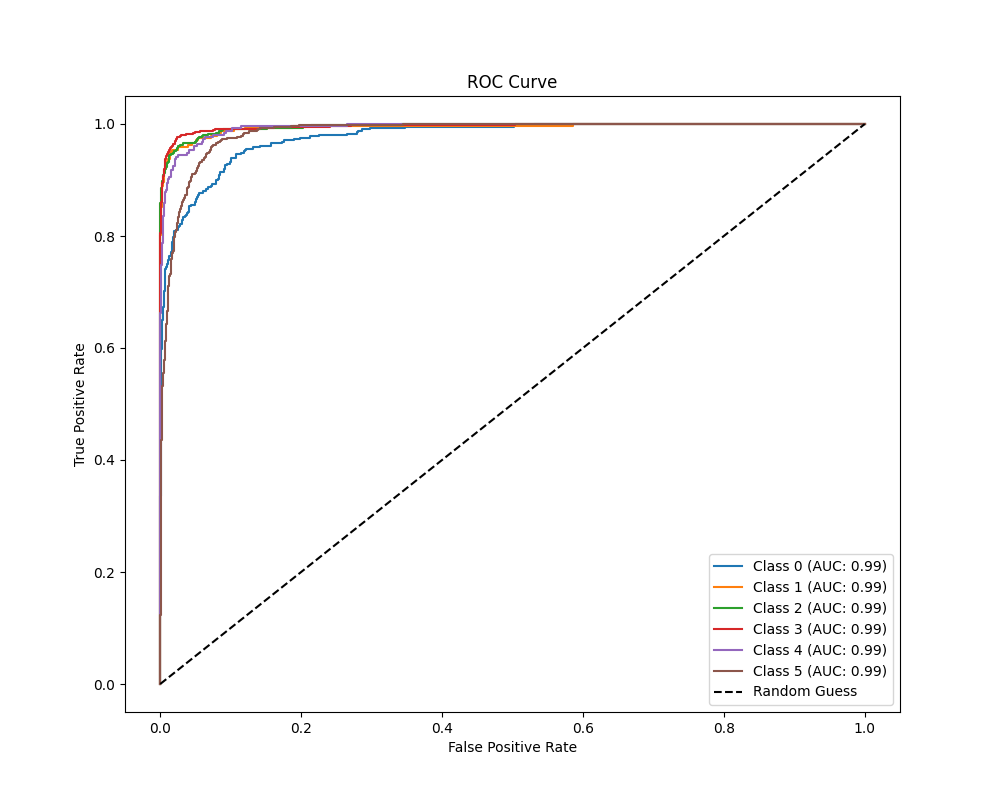 ROC Curve
True Positive Rate
1.0
0.8
0.6
0.4
0.2
0.0
0.0 0.2 0.4 0.6 0.8 1.0
False Positive Rate
Class 0 (AUC: 0.99)
Class 1 (AUC: 0.99)
Class 2 (AUC: 0.99)
Class 3 (AUC: 0.99)
Class 4 (AUC: 0.99)
Class 5 (AUC: 0.99)
Random Guess